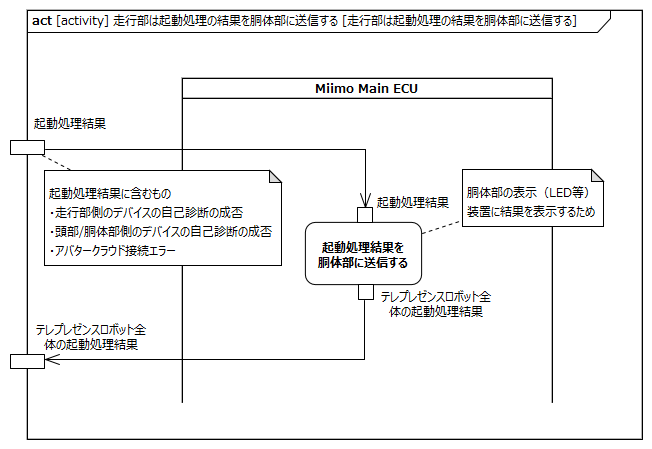 act [activity] 走行部は起動処理の結果を胴体部に送信する [走行部は起動処理の結果を胴体部に送信する]
Miimo Main ECU
起動処理結果
起動処理結果に含むもの
・走行部側のデバイスの自己診断の成否
・頭部/胴体部側のデバイスの自己診断の成否
・アバタークラウド接続エラー
起動処理結果
胴体部の表示（LED等）
装置に結果を表示するため
起動処理結果を
胴体部に送信する
テレプレゼンスロボット全
体の起動処理結果
テレプレゼンスロボット全
体の起動処理結果